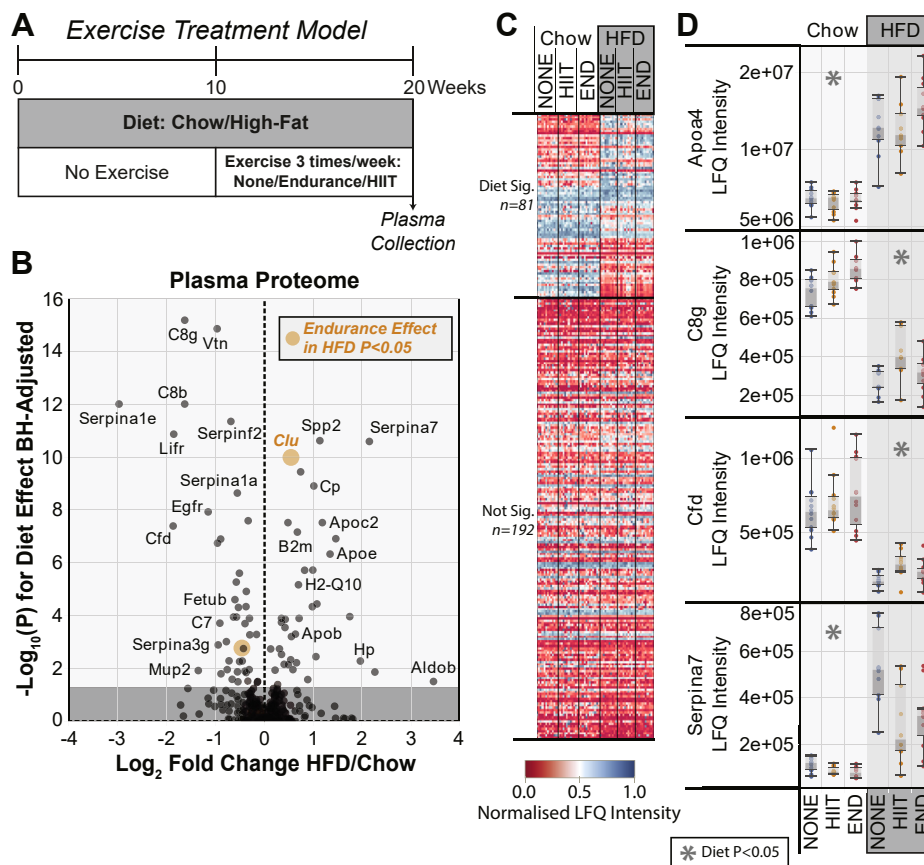 A
Exercise Treatment Model
0 10 20 Weeks
Diet: Chow/High-Fat
No Exercise
Exercise 3 times/week:
None/Endurance/HIIT
Plasma
Collection
B
Plasma Proteome
Endurance Effect
in HFD P<0.05
-Log10(P) for Diet Effect BH-Adjusted
16
14
12
10
8
6
4
2
0
C8g
Vtn
C8b
Serpina1e
Lifr
Serpinf2
Clu
Spp2
Serpina7
Serpina1a
Cp
Egfr
Cfd
Apoc2
B2m
Apoe
H2-Q10
Fetub
C7
Apob
Serpina3g
Hp
Mup2
Aldob
-4 -3 -2 -1 0 1 2 3 4
Log2 Fold Change HFD/Chow
C
Chow HFD
NONE HIIT END NONE HIIT END
Diet Sig.
n=81
Not Sig.
n=192
0.0 0.5 1.0
Normalised LFQ Intensity
D
Chow HFD
Apoa4
LFQ Intensity
2e+07
1e+07
5e+06
*
C8g
LFQ Intensity
1e+06
8e+05
6e+05
4e+05
2e+05
*
Cfd
LFQ Intensity
1e+06
5e+05
*
Serpina7
LFQ Intensity
8e+05
6e+05
4e+05
2e+05
*
NONE HIIT END NONE HIIT END
* Diet P<0.05